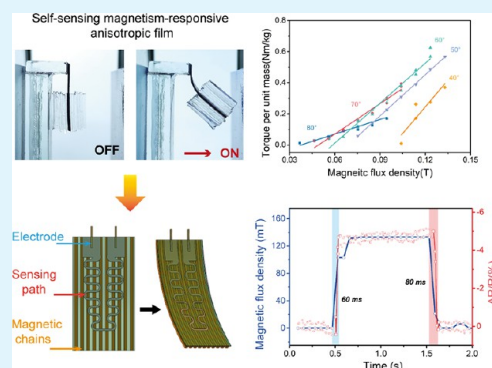 Self-sensing magnetism-responsive
anisotropic film
OFF
ON
Electrode
Sensing
path
Magnetic
chains
Torque per unit mass(Nm/kg)
0.8
0.6
0.4
0.2
0.0
80°
70°
60°
50°
40°
0.03
0.06
0.09
0.12
0.15
Magneitc flux density(T)
Magnetic flux density (mT)
160
120
80
40
0
60 ms
80 ms
-6
-4
-2
0
0.0
0.5
1.0
1.5
2.0
Time (s)